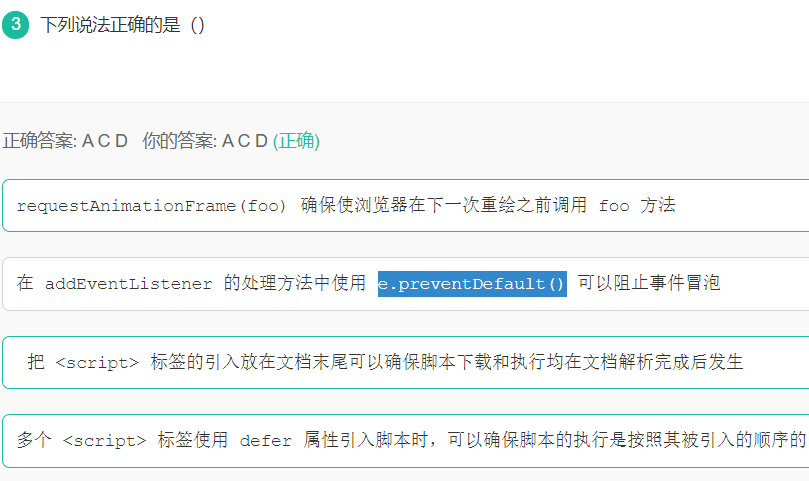 3 下列说法正确的是（）
正确答案: A C D 你的答案: A C D (正确)
requestAnimationFrame(foo) 确保使浏览器在下一次重绘之前调用 foo 方法
在 addEventListener 的处理方法中使用 e.preventDefault() 可以阻止事件冒泡
把 <script> 标签的引入放在文档末尾可以确保脚本下载和执行均在文档解析完成后发生
多个 <script> 标签使用 defer 属性引入脚本时，可以确保脚本的执行是按照其被引入的顺序的